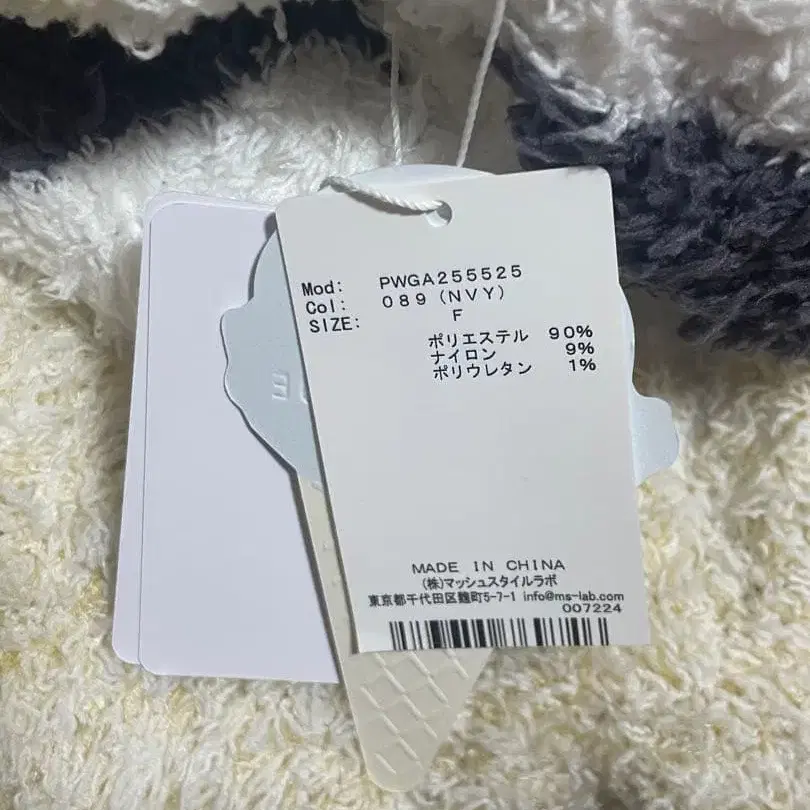 Mod: PWGA255525
Col: 089(NVY)
SIZE: F
ポリエステル 90%
ナイロン 9%
ポリウレタン 1%
MADE IN CHINA
(株)マッシュスタイルラボ
東京都千代田区麹町5-7-1 info@ms-lab.com
007224